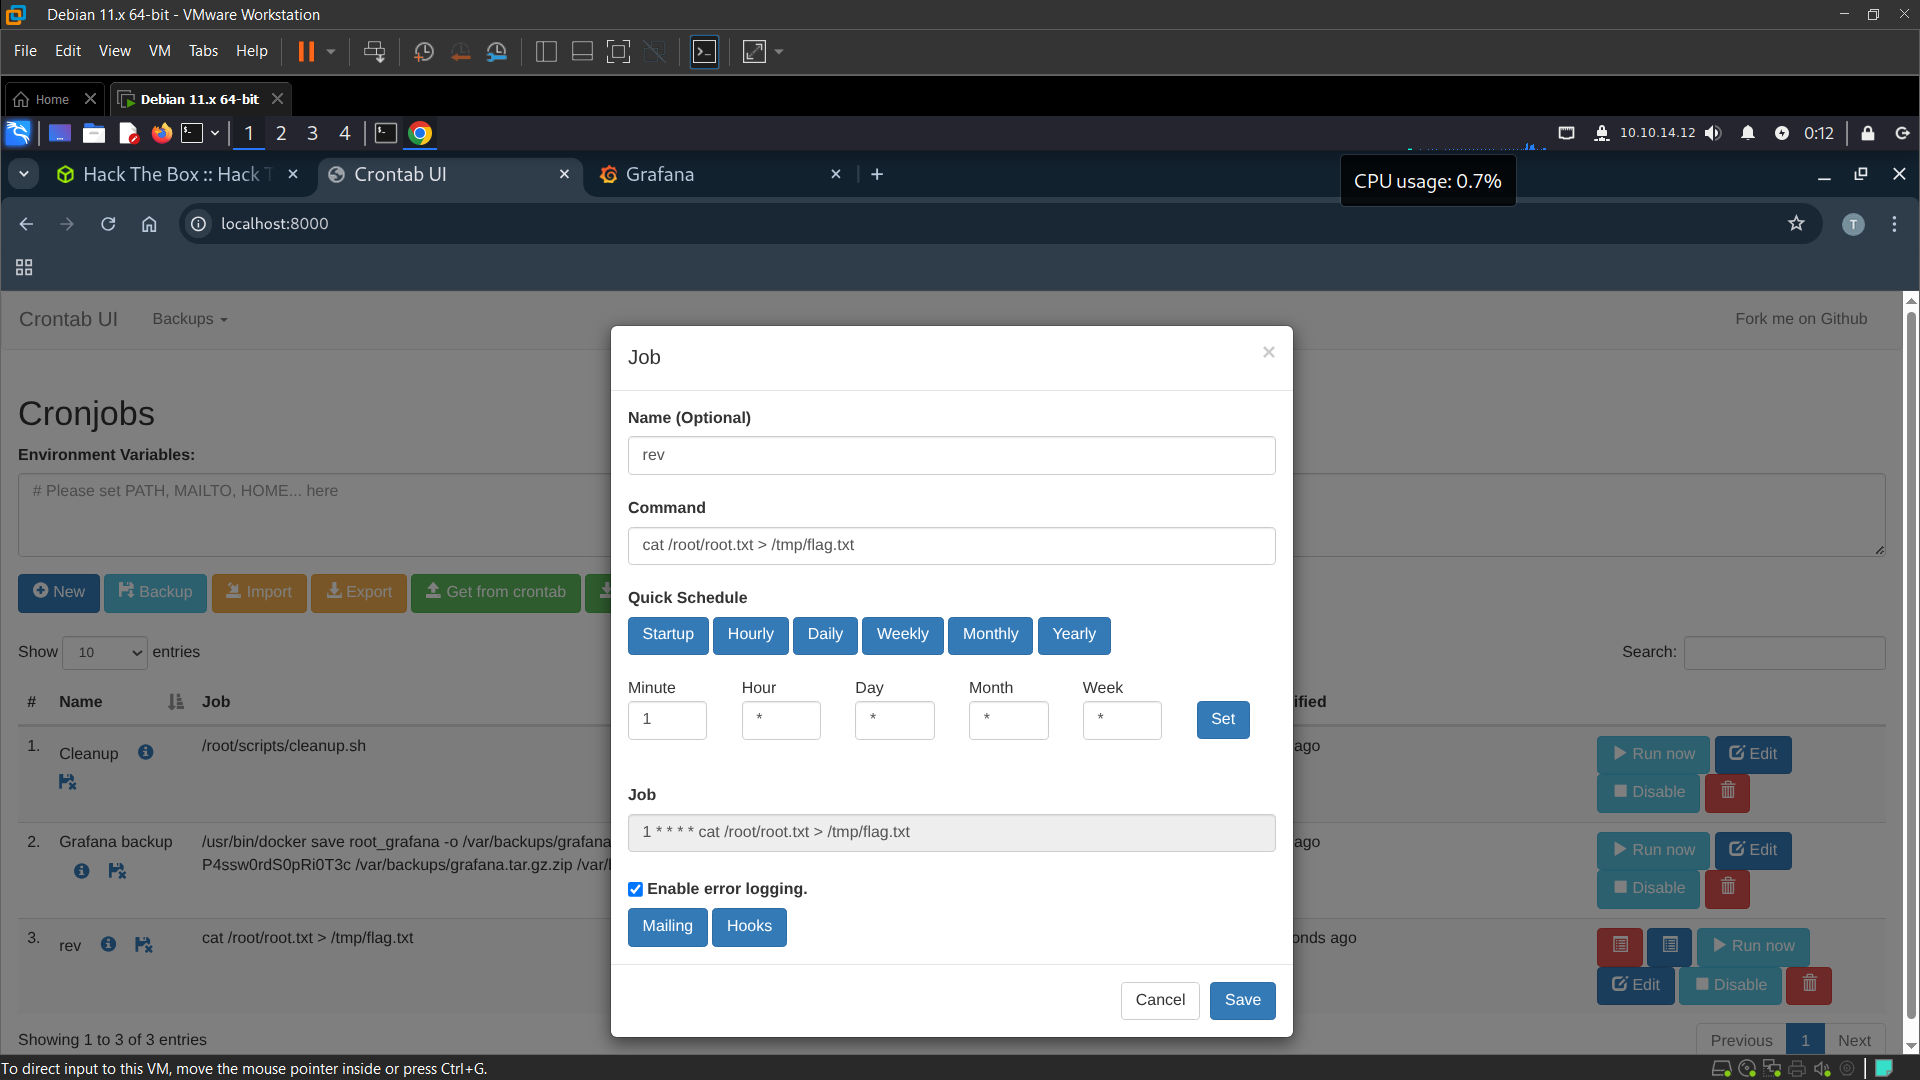 Debian 11.x 64-bit - VMware Workstation
File Edit View VM Tabs Help
Home
Debian 11.x 64-bit
1 2 3 4
10.10.14.12
0:12
Hack The Box :: Hack T
Crontab UI
Grafana
CPU usage: 0.7%
localhost:8000
T
Crontab UI
Backups
Fork me on Github
Job
×
Cronjobs
Name (Optional)
Environment Variables:
rev
# Please set PATH, MAILTO, HOME... here
Command
cat /root/root.txt > /tmp/flag.txt
New
Backup
Import
Export
Get from crontab
Quick Schedule
Startup
Hourly
Daily
Weekly
Monthly
Yearly
Show 10 entries
Search:
Minute Hour Day Month Week
1 * * * * Set
# Name Job
ified
1. Cleanup /root/scripts/cleanup.sh
ago
Run now
Edit
Disable
Job
1 * * * * cat /root/root.txt > /tmp/flag.txt
2. Grafana backup /usr/bin/docker save root_grafana -o /var/backups/grafana
P4ssw0rdS0pRi0T3c /var/backups/grafana.tar.gz.zip /var/
ago
Run now
Edit
Disable
Enable error logging.
Mailing
Hooks
3. rev cat /root/root.txt > /tmp/flag.txt
onds ago
Run now
Edit
Disable
Cancel
Save
Showing 1 to 3 of 3 entries
Previous 1 Next
To direct input to this VM, move the mouse pointer inside or press Ctrl+G.